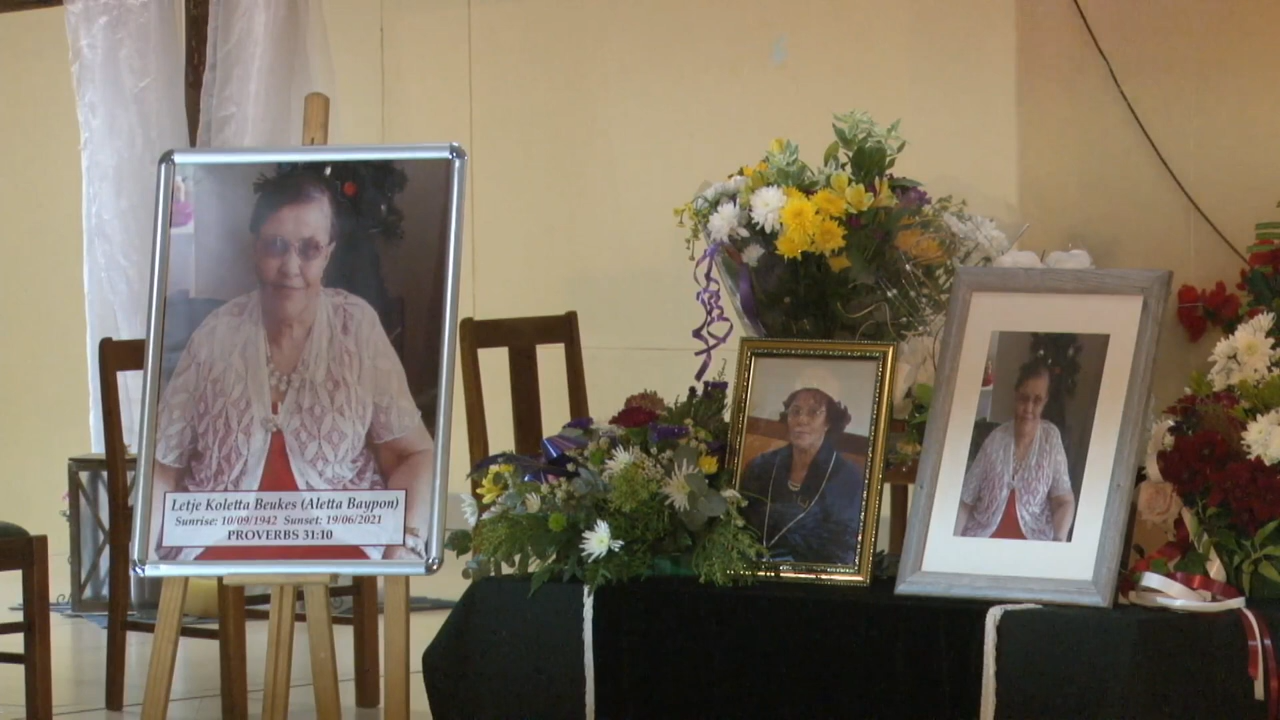 Letje Koletta Beukes (Aletta Baypon)
Sunrise: 10/09/1942 Sunset: 19/06/2021
PROVERBS 31:10